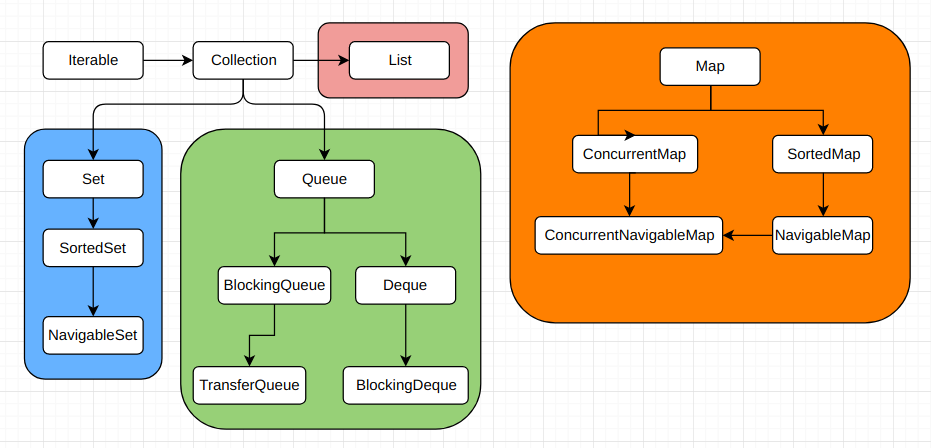 Iterable
Collection
List
Map
Set
Queue
ConcurrentMap
SortedMap
SortedSet
ConcurrentNavigableMap
NavigableMap
BlockingQueue
Deque
NavigableSet
TransferQueue
BlockingDeque